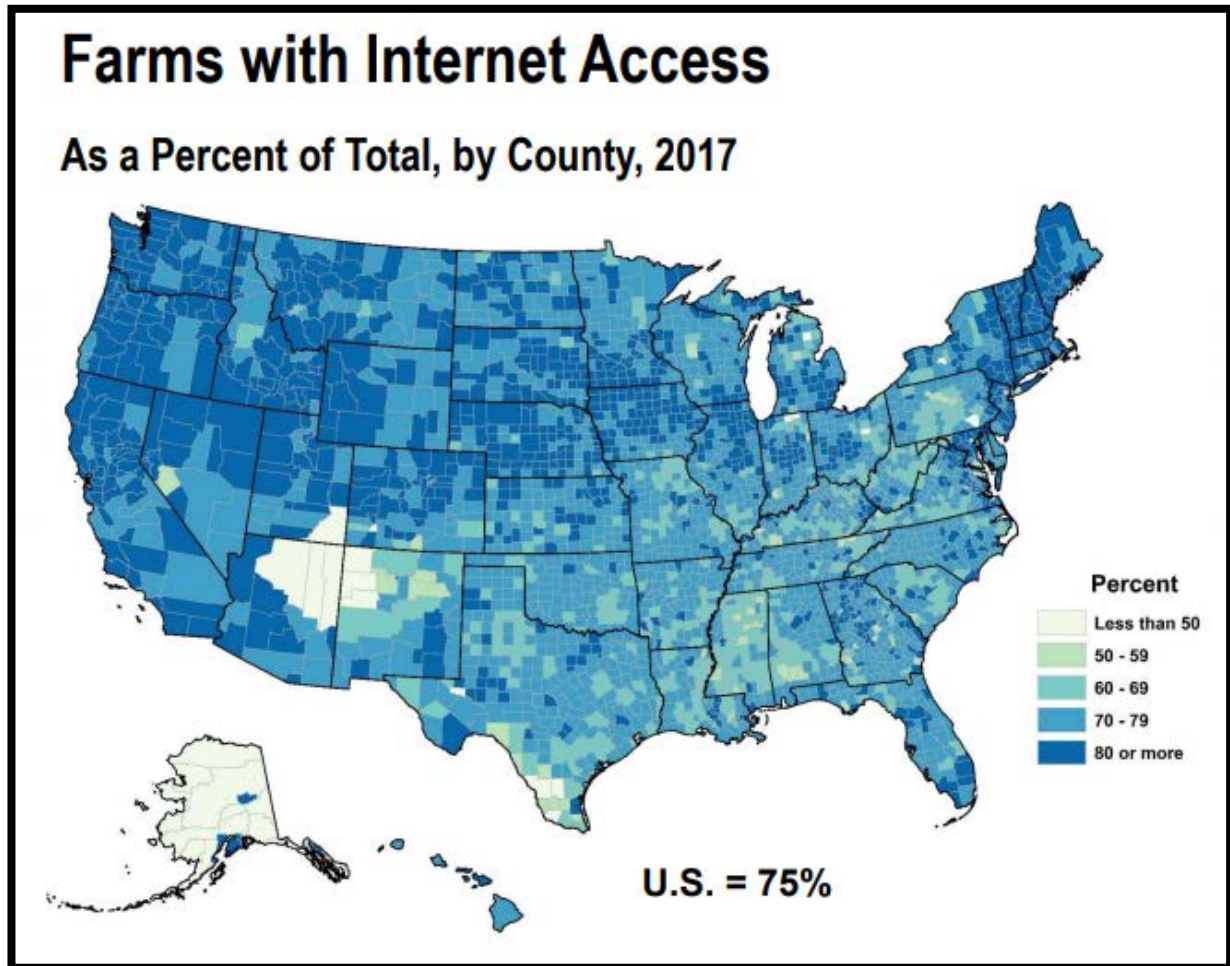 Farms with Internet Access
As a Percent of Total, by County, 2017
Percent
Less than 50
50 - 59
60 - 69
70 - 79
80 or more
U.S. = 75%